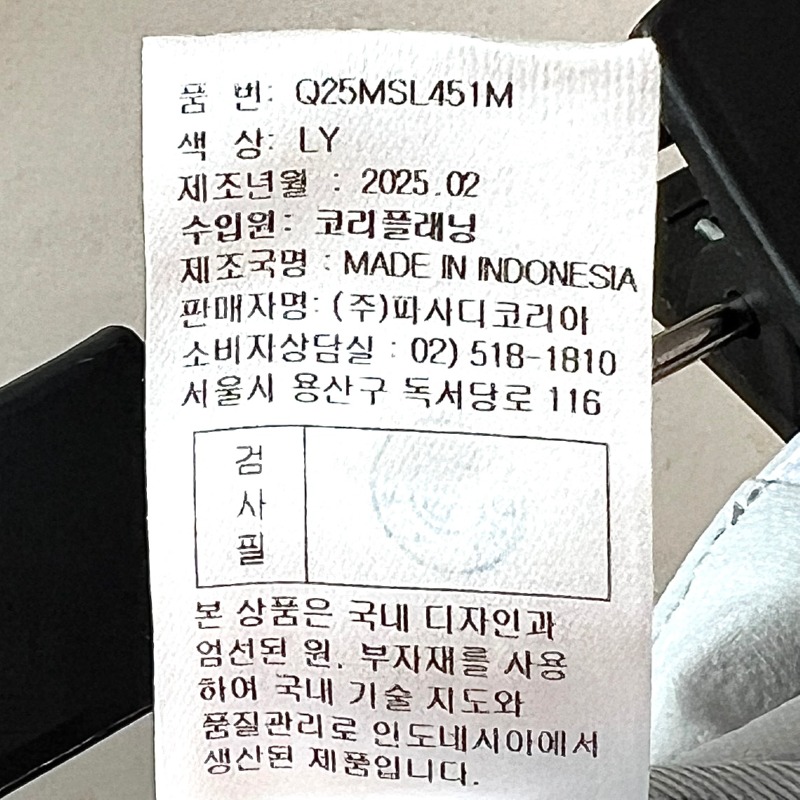 품 번: Q25MSL451M
색 상: LY
제조년월 : 2025.02
수입원: 코리플래닝
제조국명 : MADE IN INDONESIA
판매자명: (주)파사디코리아
소비자상담실 : 02) 518-1810
서울시 용산구 독서당로 116
검
사
필
본 상품은 국내 디자인과
엄선된 원. 부자재를 사용
하여 국내 기술 지도와
품질관리로 인도네시아에서
생산된 제품입니다.